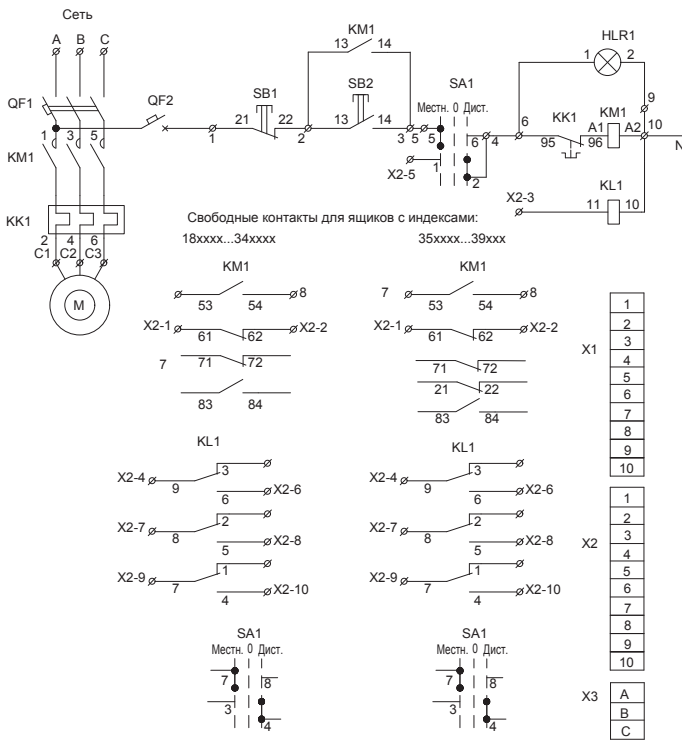 Сеть
A B C
KM1
13 14
HLR1
1 2
QF1
QF2
SB1
21 22
SB2
13 14
SA1
Местн. 0 Дист.
9
1 3 5
1
2
3 5 5
6 4
6
KK1
95 96
KM1
A1 A2
10
N
KM1
X2-5
1
2
KK1
2 4 6
C1 C2 C3
M
X2-3
KL1
11 10
Свободные контакты для ящиков с индексами:
18xxxx...34xxxx
35xxxx...39xxx
KM1
53 54
8
X2-1
61 62
X2-2
7
71 72
83 84
KM1
7
53 54
8
X2-1
61 62
X2-2
71 72
21 22
83 84
KL1
X2-4
9
3
6
X2-6
X2-7
8
2
5
X2-8
X2-9
7
1
4
X2-10
KL1
X2-4
9
3
6
X2-6
X2-7
8
2
5
X2-8
X2-9
7
1
4
X2-10
SA1
Местн. 0 Дист.
7
8
3
4
SA1
Местн. 0 Дист.
7
8
3
4
X1
1
2
3
4
5
6
7
8
9
10
X2
1
2
3
4
5
6
7
8
9
10
X3
A
B
C